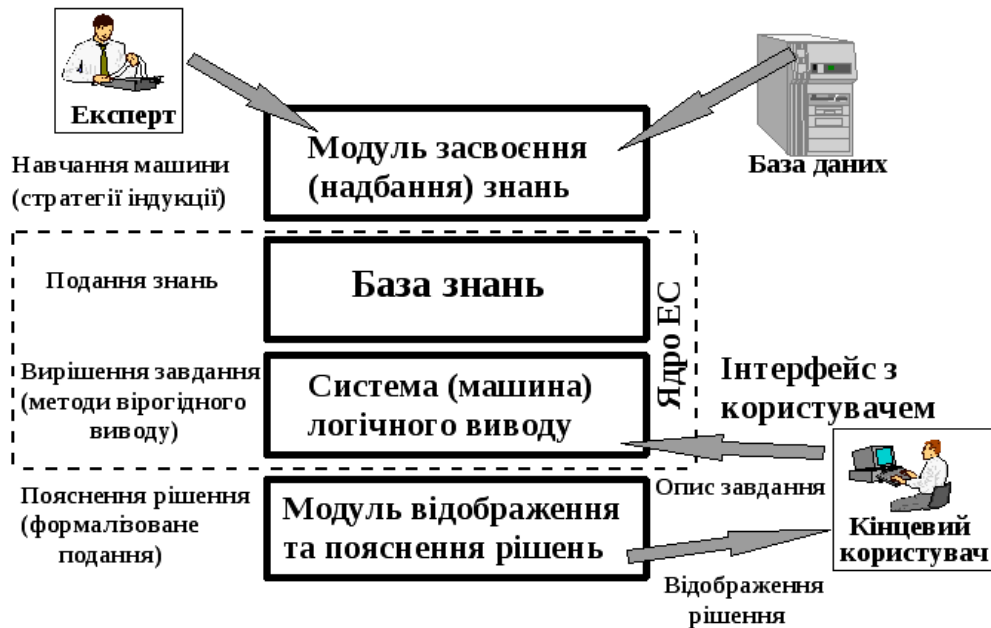 Експерт
База даних
Навчання машини
(стратегії індукції)
Модуль засвоєння
(надбання) знань
Подання знань
База знань
Ядро ЕС
Вирішення завдання
(методи вірогідного
виводу)
Система (машина)
логічного виводу
Інтерфейс з
користувачем
Опис завдання
Кінцевий
користувач
Пояснення рішення
(формалізоване
подання)
Модуль відображення
та пояснення рішень
Відображення
рішення